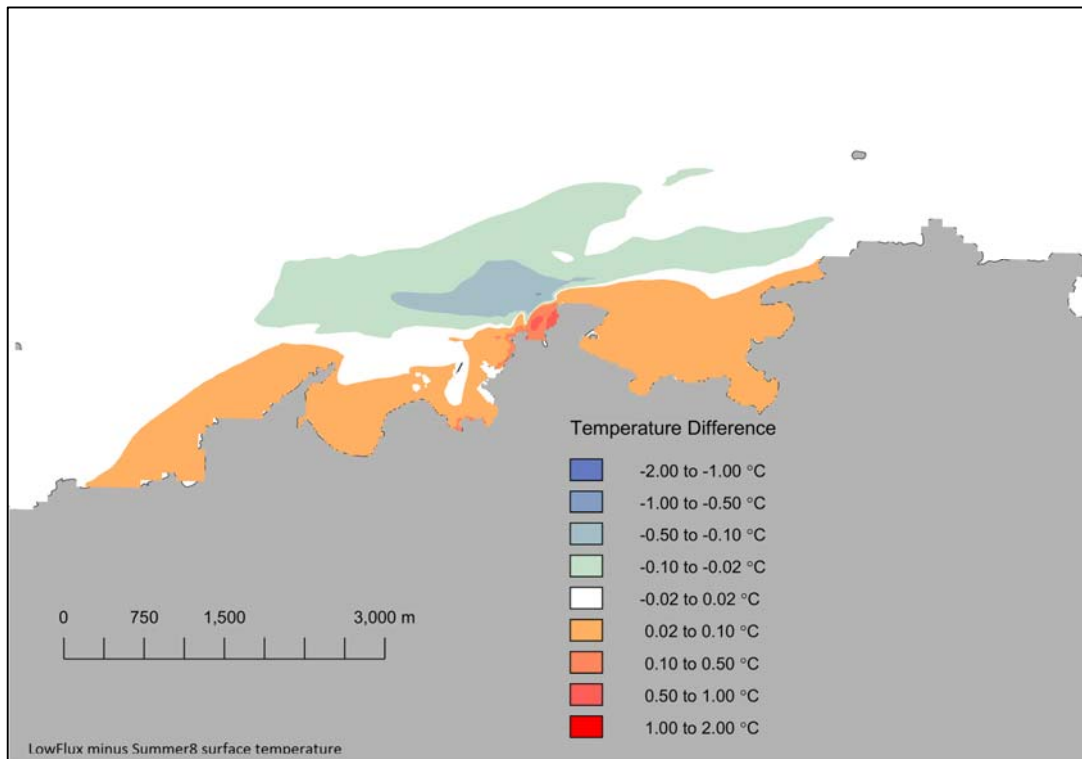 Temperature Difference
-2.00 to -1.00 °C
-1.00 to -0.50 °C
-0.50 to -0.10 °C
-0.10 to -0.02 °C
-0.02 to 0.02 °C
0.02 to 0.10 °C
0.10 to 0.50 °C
0.50 to 1.00 °C
1.00 to 2.00 °C
0 750 1,500 3,000 m
LowFlux minus Summer8 surface temperature